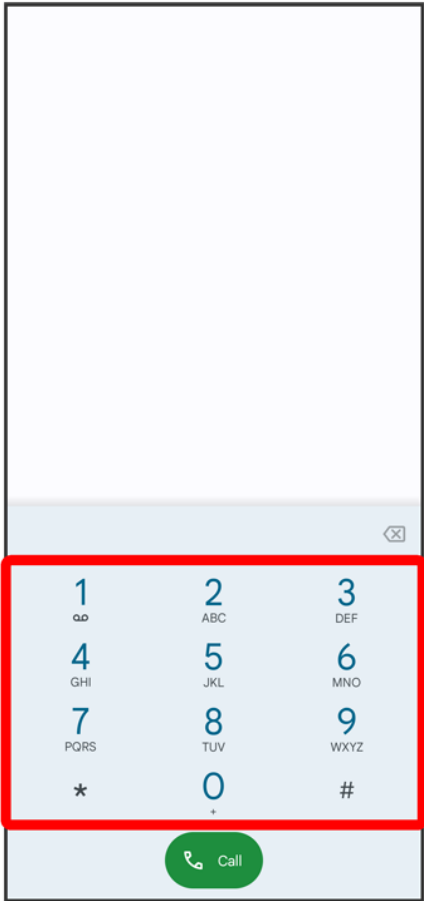 1 2 3
ABC DEF
4 5 6
GHI JKL MNO
7 8 9
PQRS TUV WXYZ
* 0 #
+
Call